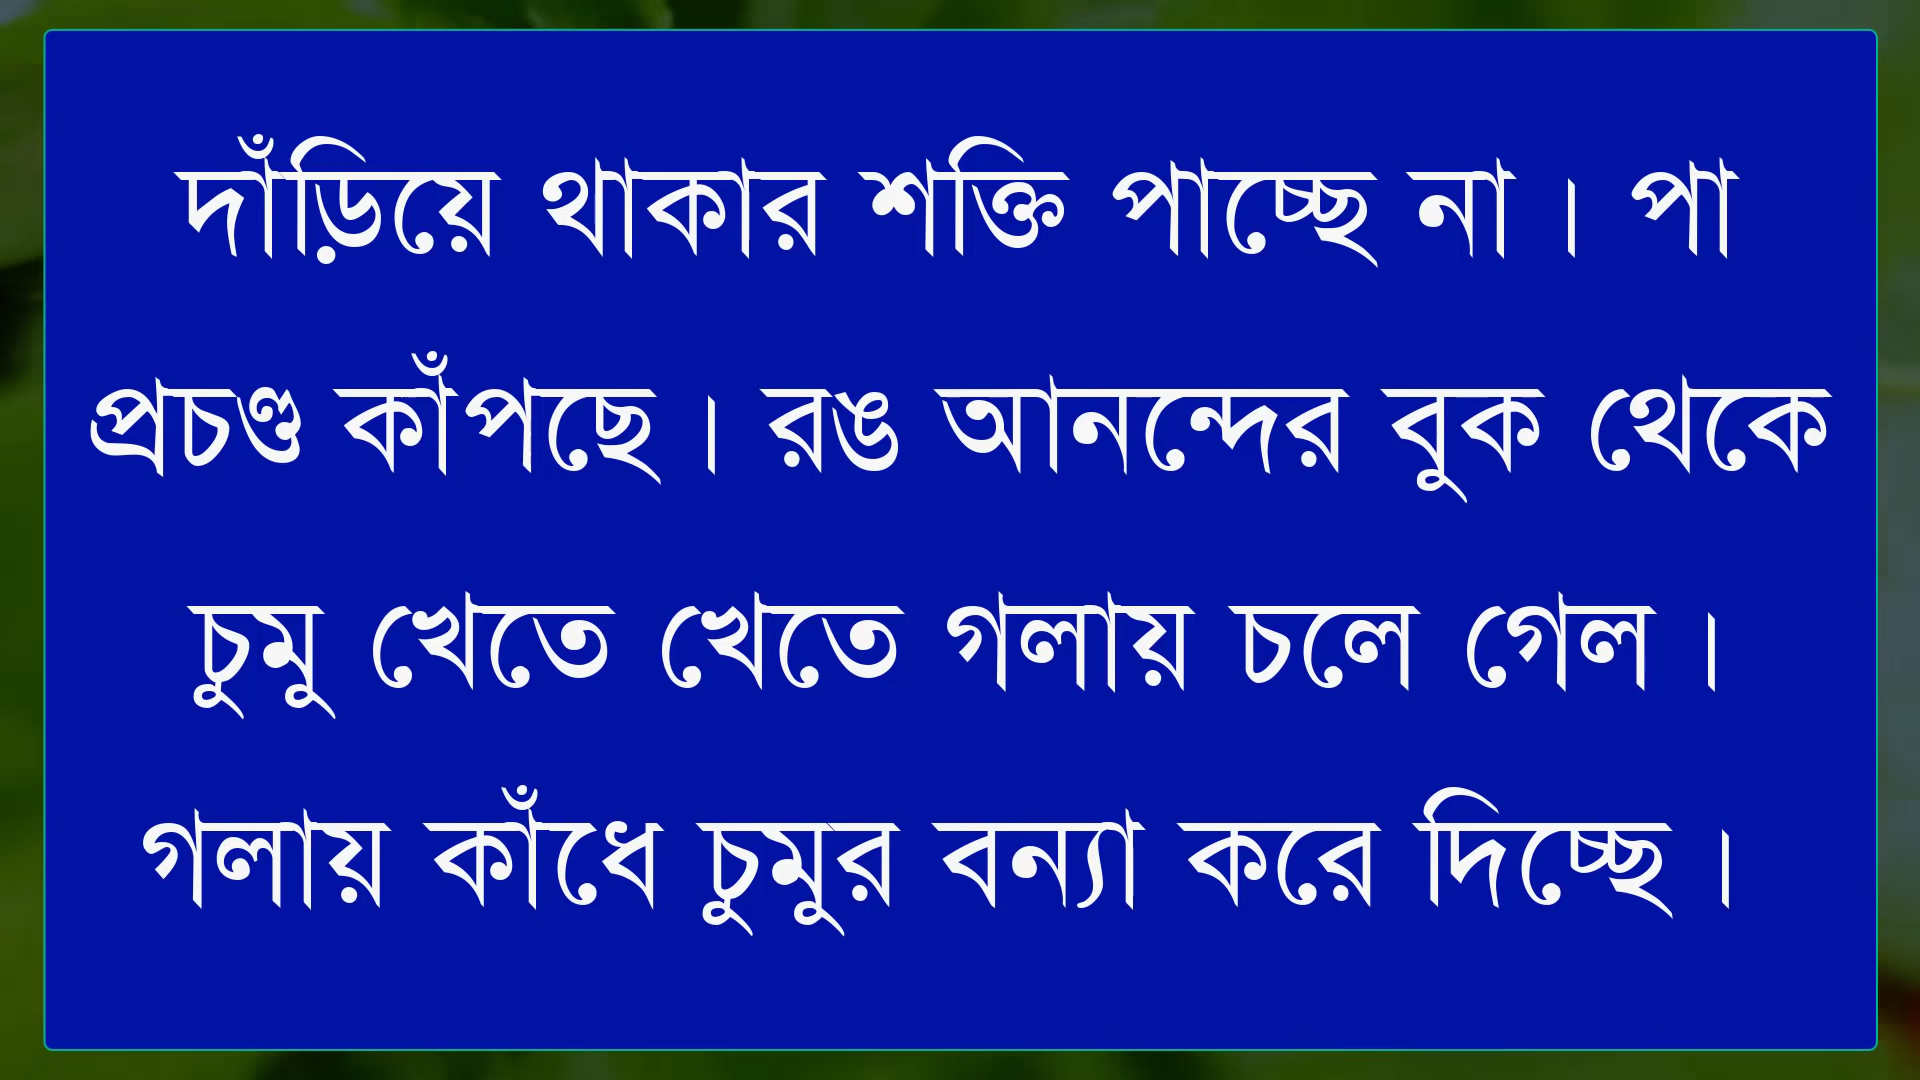 দাঁড়িয়ে থাকার শক্তি পাচ্ছে না । পা
প্রচণ্ড কাঁপছে । রঙ আনন্দের বুক থেকে
চুমু খেতে খেতে গলায় চলে গেল ।
গলায় কাঁধে চুমুর বন্যা করে দিচ্ছে ।